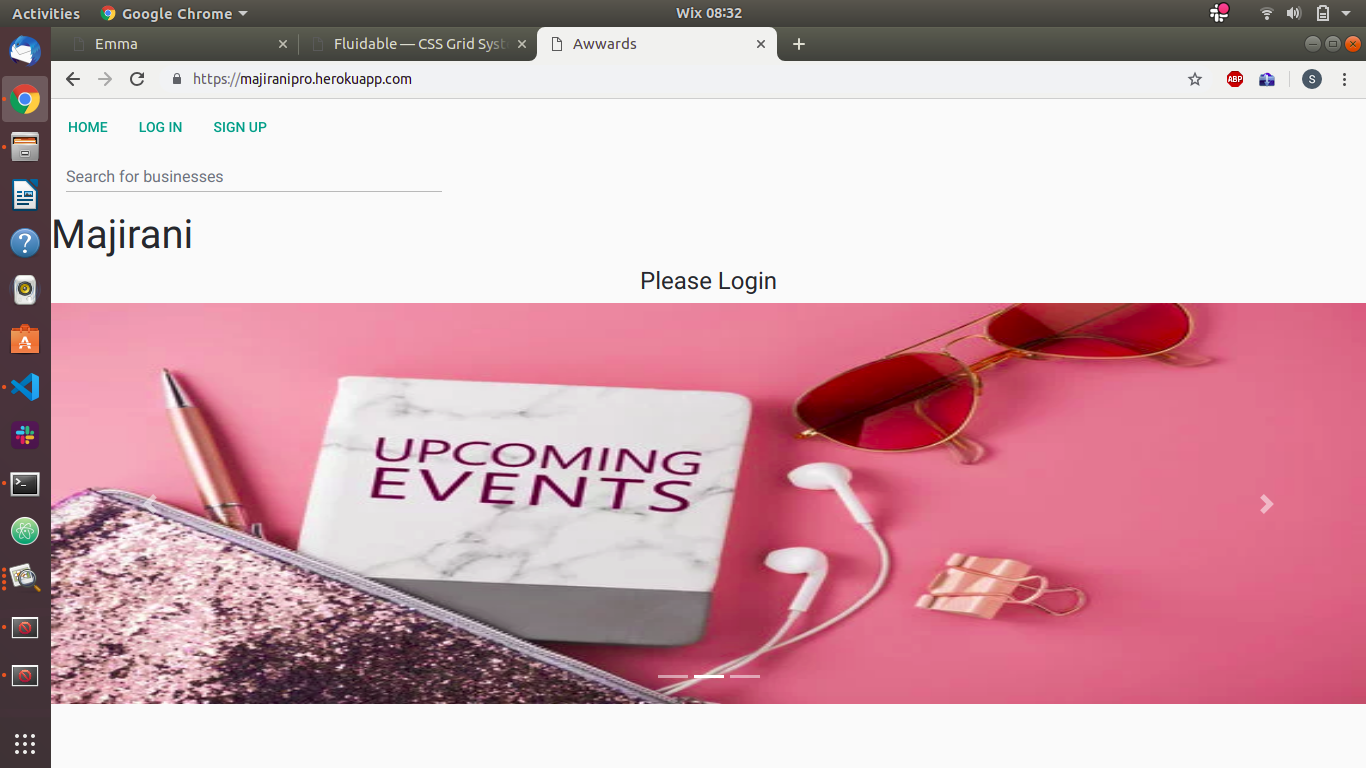 Activities Google Chrome Wix 08:32
Emma Fluidable — CSS Grid Syst Awwards
https://majiranipro.herokuapp.com ABP S
HOME LOG IN SIGN UP
Search for businesses
Majirani
Please Login
UPCOMING
EVENTS